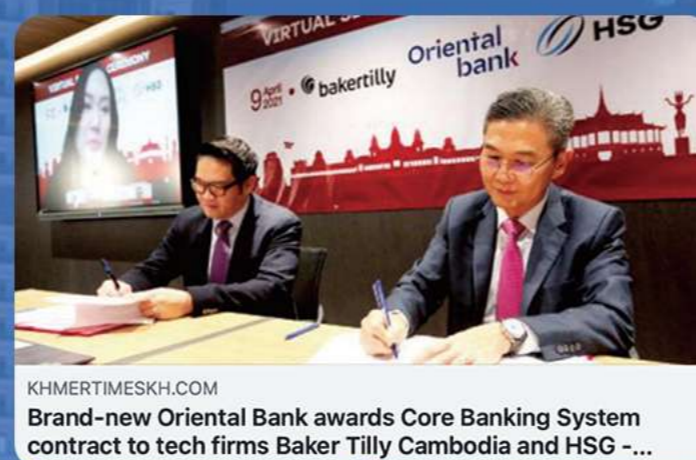 VIRTUAL
Oriental
bank
HSG
9 April
2021
bakertilly
KHMERTIMESKH.COM
Brand-new Oriental Bank awards Core Banking System
contract to tech firms Baker Tilly Cambodia and HSG -...